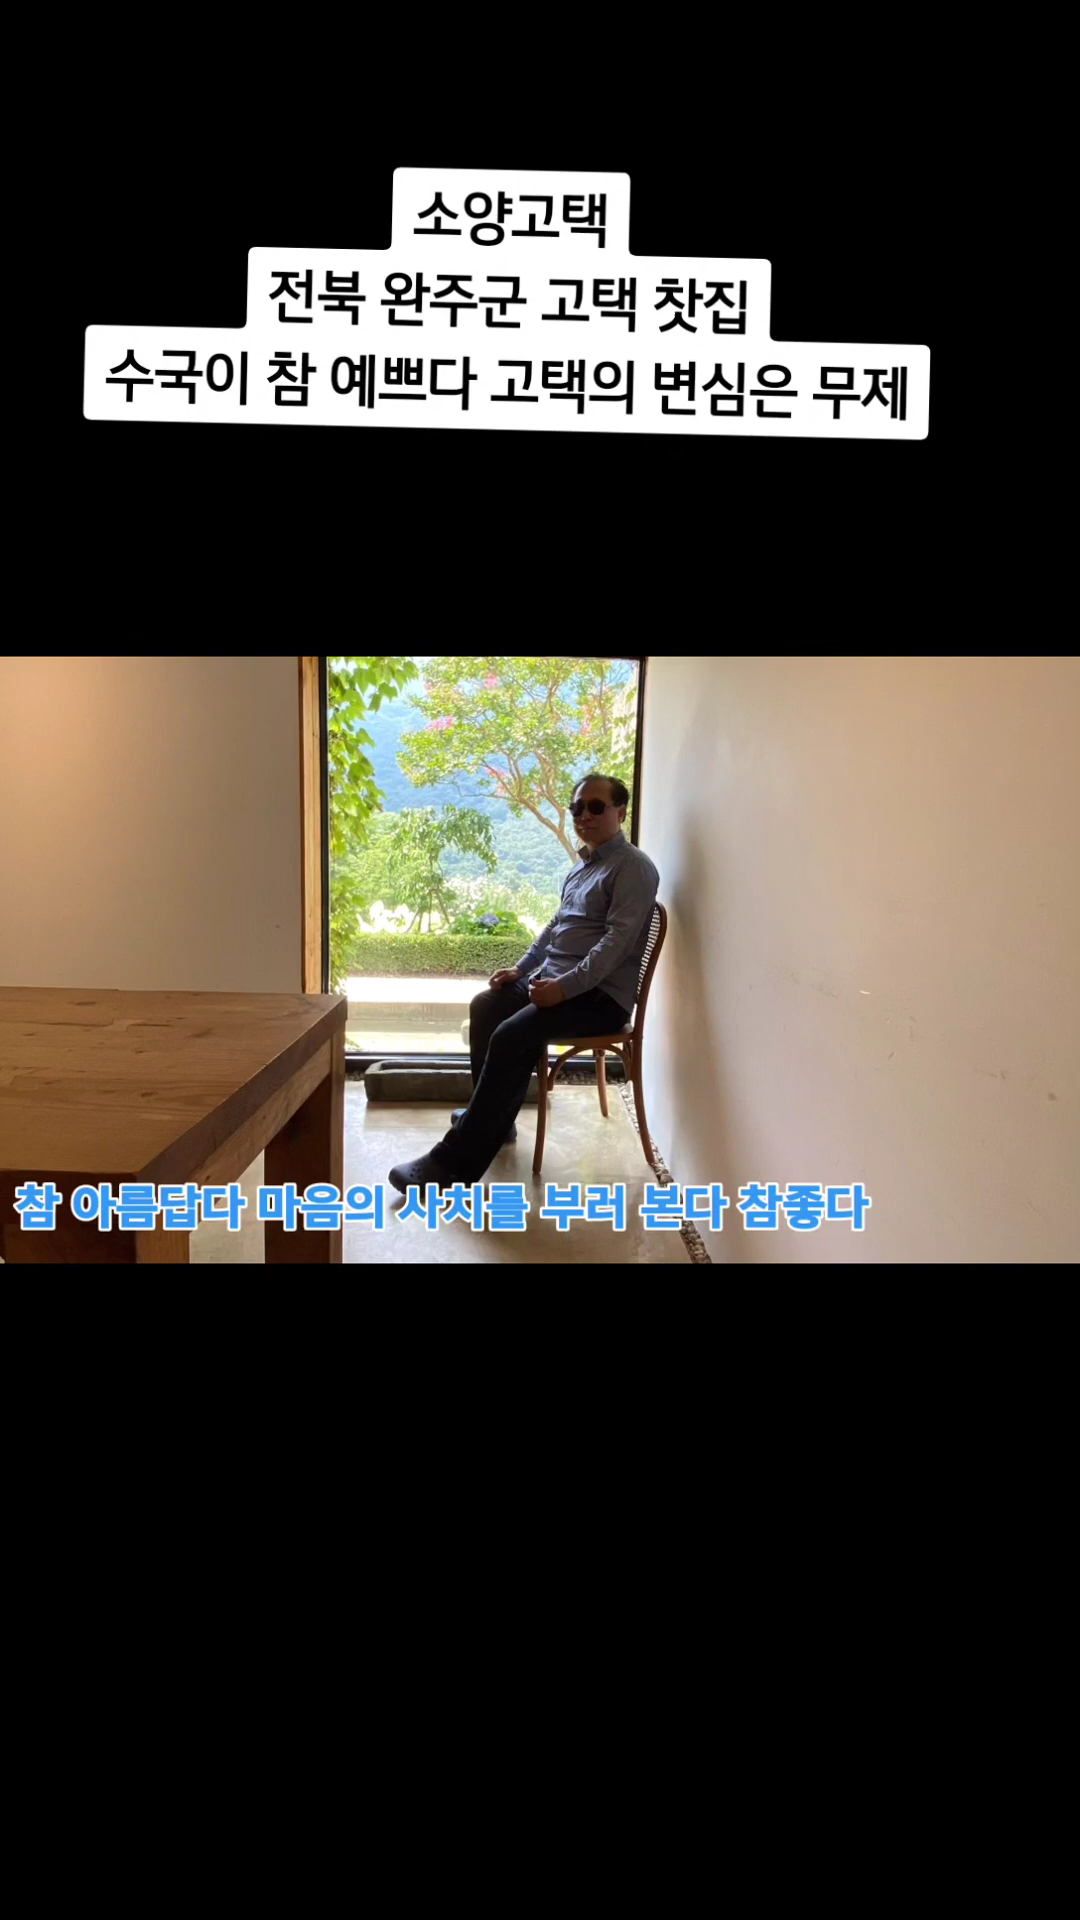 소양고택
전북 완주군 고택 찻집
수국이 참 예쁘다 고택의 변심은 무제
참 아름답다 마음의 사치를 부러 본다 참좋다